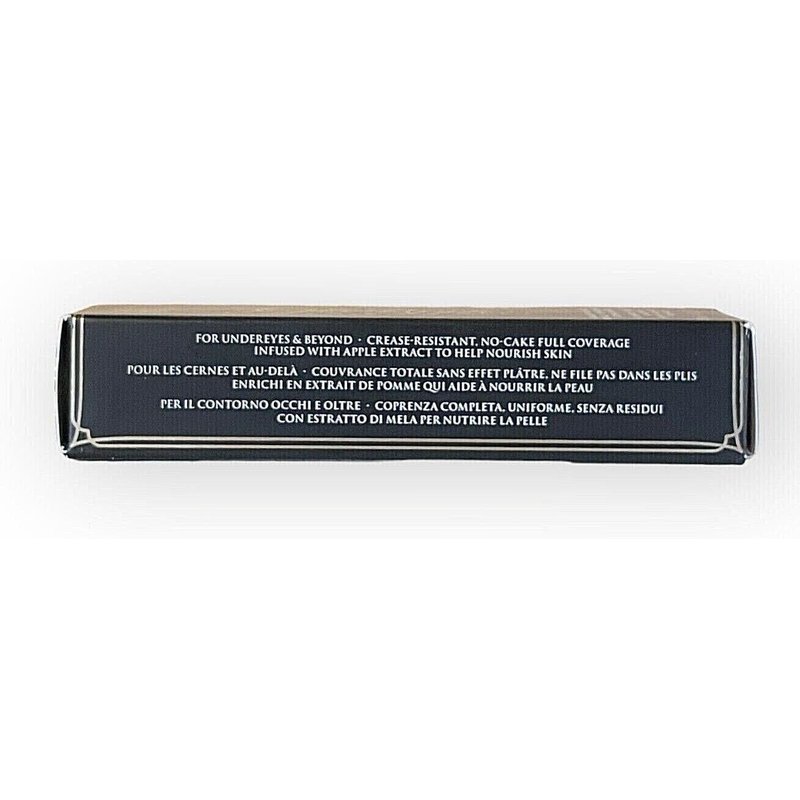 FOR UNDEREYES & BEYOND · CREASE-RESISTANT, NO-CAKE FULL COVERAGE
INFUSED WITH APPLE EXTRACT TO HELP NOURISH SKIN
POUR LES CERNES ET AU-DELÀ · COUVRANCE TOTALE SANS EFFET PLÂTRE, NE FILE PAS DANS LES PLIS
ENRICHI EN EXTRAIT DE POMME QUI AIDE À NOURRIR LA PEAU
PER IL CONTORNO OCCHI E OLTRE · COPRENZA COMPLETA, UNIFORME, SENZA RESIDUI
CON ESTRATTO DI MELA PER NUTRIRE LA PELLE